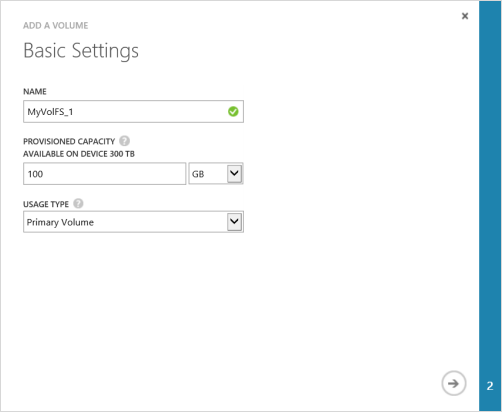 ADD A VOLUME
Basic Settings
NAME
MyVolFS_1
PROVISIONED CAPACITY ?
AVAILABLE ON DEVICE 300 TB
100 GB
USAGE TYPE ?
Primary Volume
2